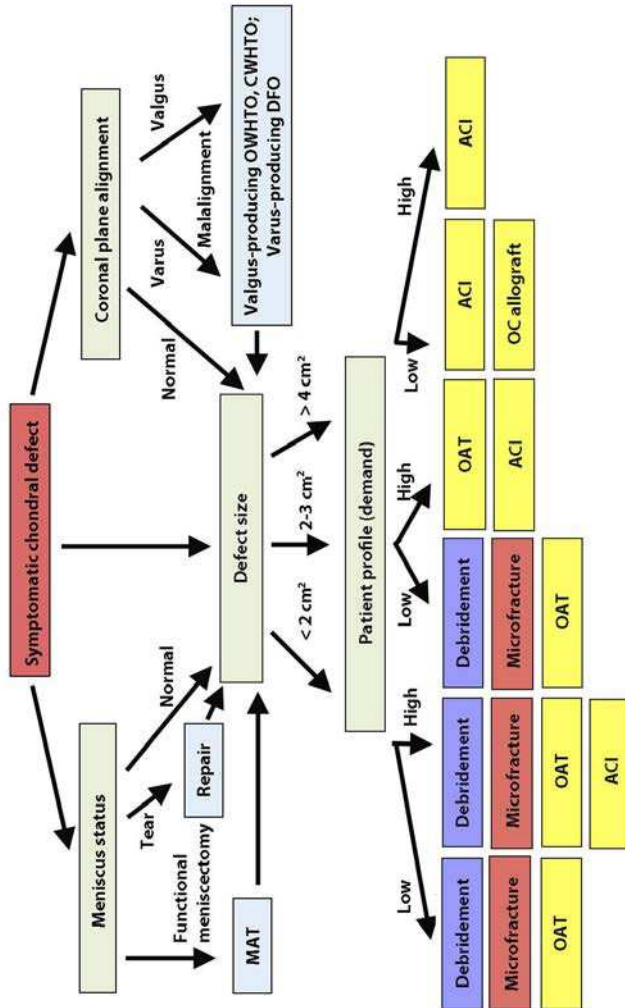 Symptomatic chondral defect
Meniscus status
Coronal plane alignment
Functional
meniscectomy
Tear
Normal
Normal
Varus
Malalignment
Valgus
MAT
Repair
Defect size
Valgus-producing OWHTO, CWHTO;
Varus-producing DFO
< 2 cm²
2-3 cm²
> 4 cm²
Patient profile (demand)
Low
High
Low
High
Low
High
Debridement
Microfracture
OAT
Debridement
Microfracture
OAT
ACI
Debridement
Microfracture
OAT
OAT
ACI
ACI
OC allograft
ACI